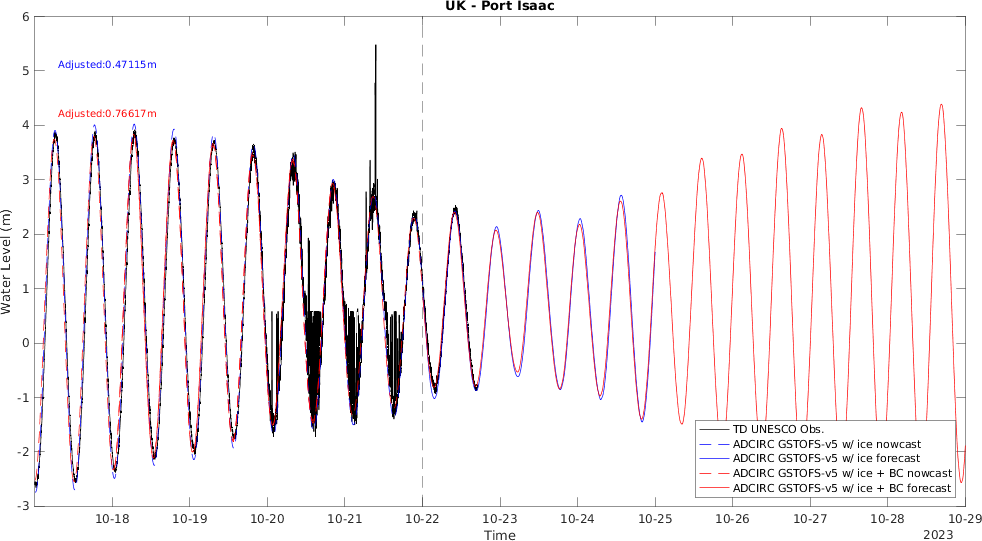 UK - Port Isaac
Adjusted:0.47115m
Adjusted:0.76617m
Water Level (m)
6
5
4
3
2
1
0
-1
-2
-3
TD UNESCO Obs.
ADCIRC GSTOFS-v5 w/ ice nowcast
ADCIRC GSTOFS-v5 w/ ice forecast
ADCIRC GSTOFS-v5 w/ ice + BC nowcast
ADCIRC GSTOFS-v5 w/ ice + BC forecast
10-18 10-19 10-20 10-21 10-22 10-23 10-24 10-25 10-26 10-27 10-28 10-29
Time
2023